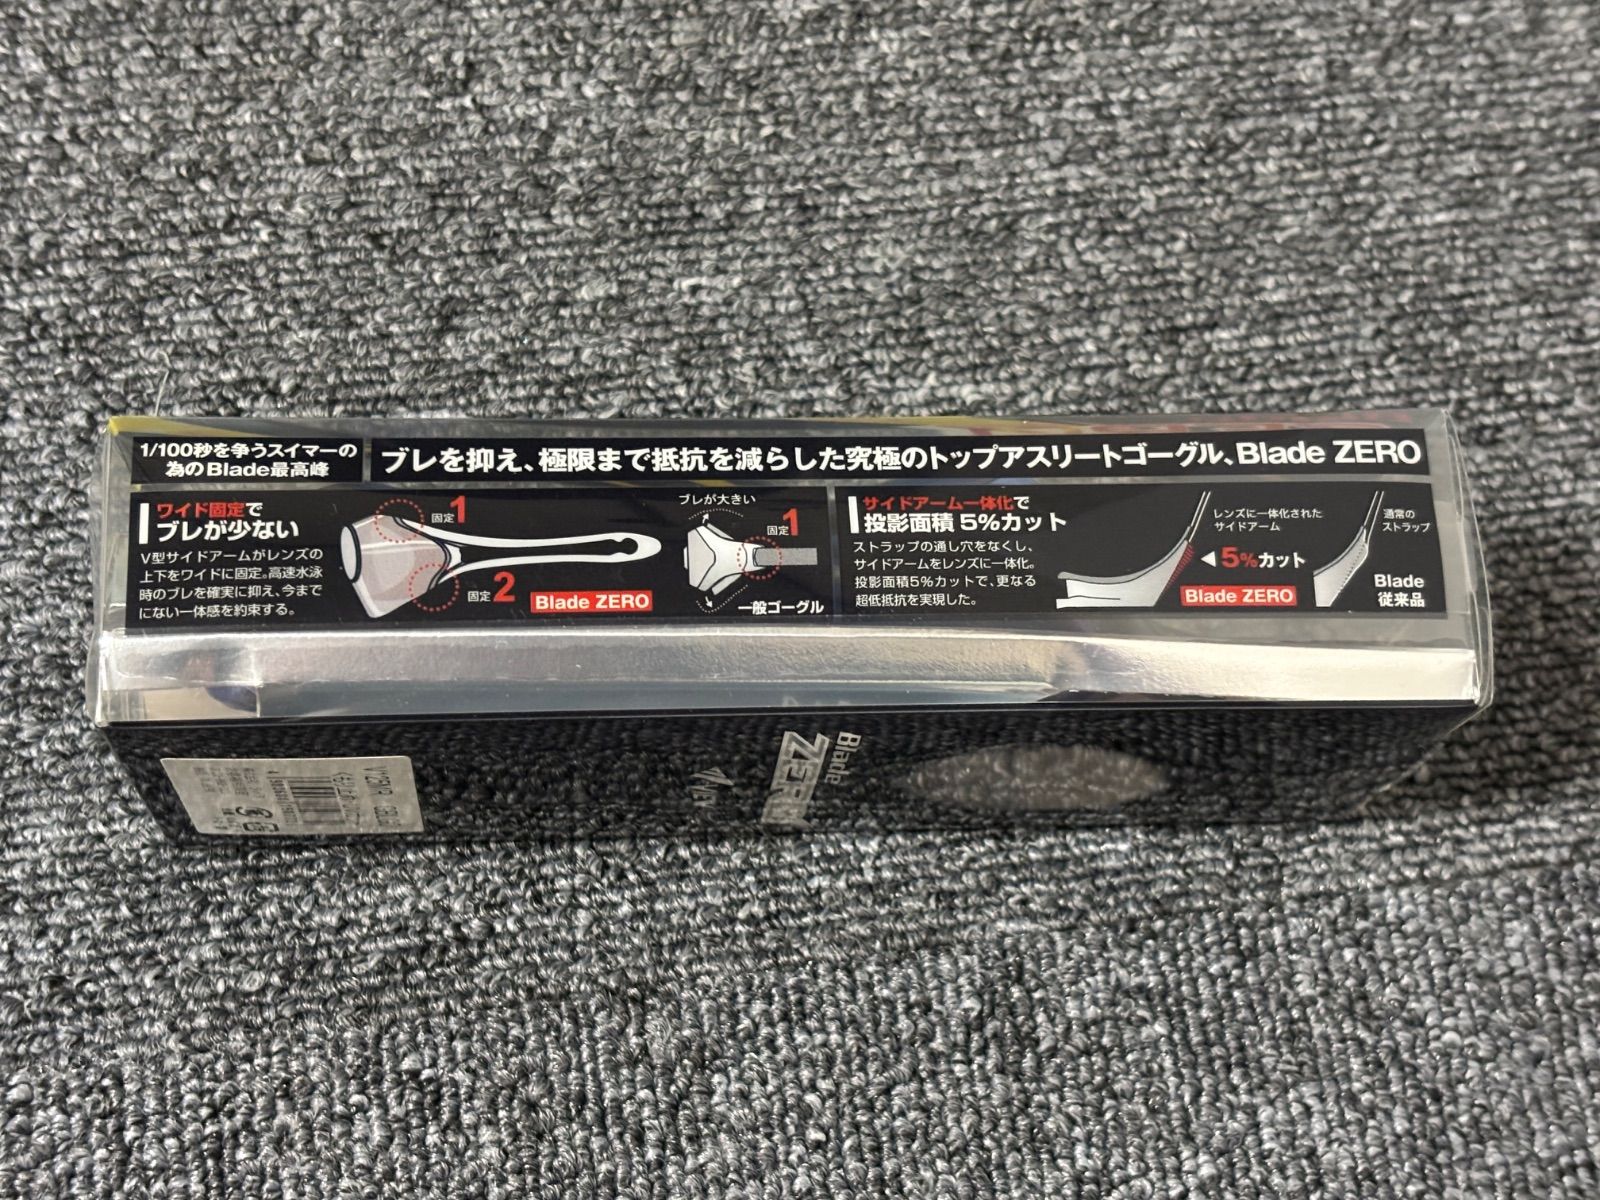 1/100秒を争うスイマーの
為のBlade最高峰
ブレを抑え、極限まで抵抗を減らした究極のトップアスリートゴーグル、Blade ZERO
ワイド固定で
ブレが少ない
V型サイドアームがレンズの
上下をワイドに固定。高速水泳
時のブレを確実に抑え、今まで
にない一体感を約束する。
固定1
固定2
Blade ZERO
ブレが大きい
固定1
一般ゴーグル
サイドアーム一体化で
投影面積 5%カット
ストラップの通し穴をなくし、
サイドアームをレンズに一体化。
投影面積5%カットで、更なる
超低抵抗を実現した。
レンズに一体化された
サイドアーム
◀5%カット
Blade ZERO
通常の
ストラップ
Blade
従来品
Blade
ZERO